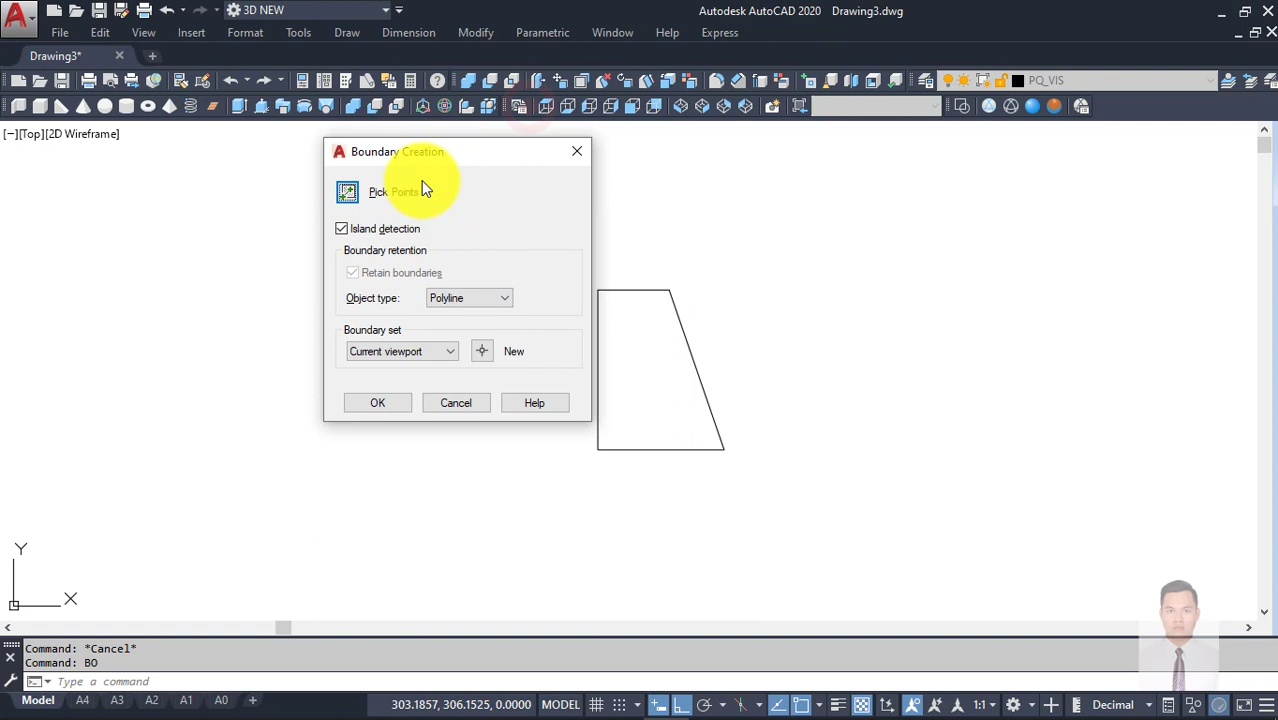 3D NEW
Autodesk AutoCAD 2020 Drawing3.dwg
File Edit View Insert Format Tools Draw Dimension Modify Parametric Window Help Express
Drawing3*
PQ_VIS
[−][Top][2D Wireframe]
Boundary Creation
Pick Points
Island detection
Boundary retention
Retain boundaries
Object type: Polyline
Boundary set
Current viewport New
OK Cancel Help
Y
X
Command: *Cancel*
Command: BO
Type a command
Model A4 A3 A2 A1 A0
303.1857, 306.1525, 0.0000 MODEL 1:1 Decimal